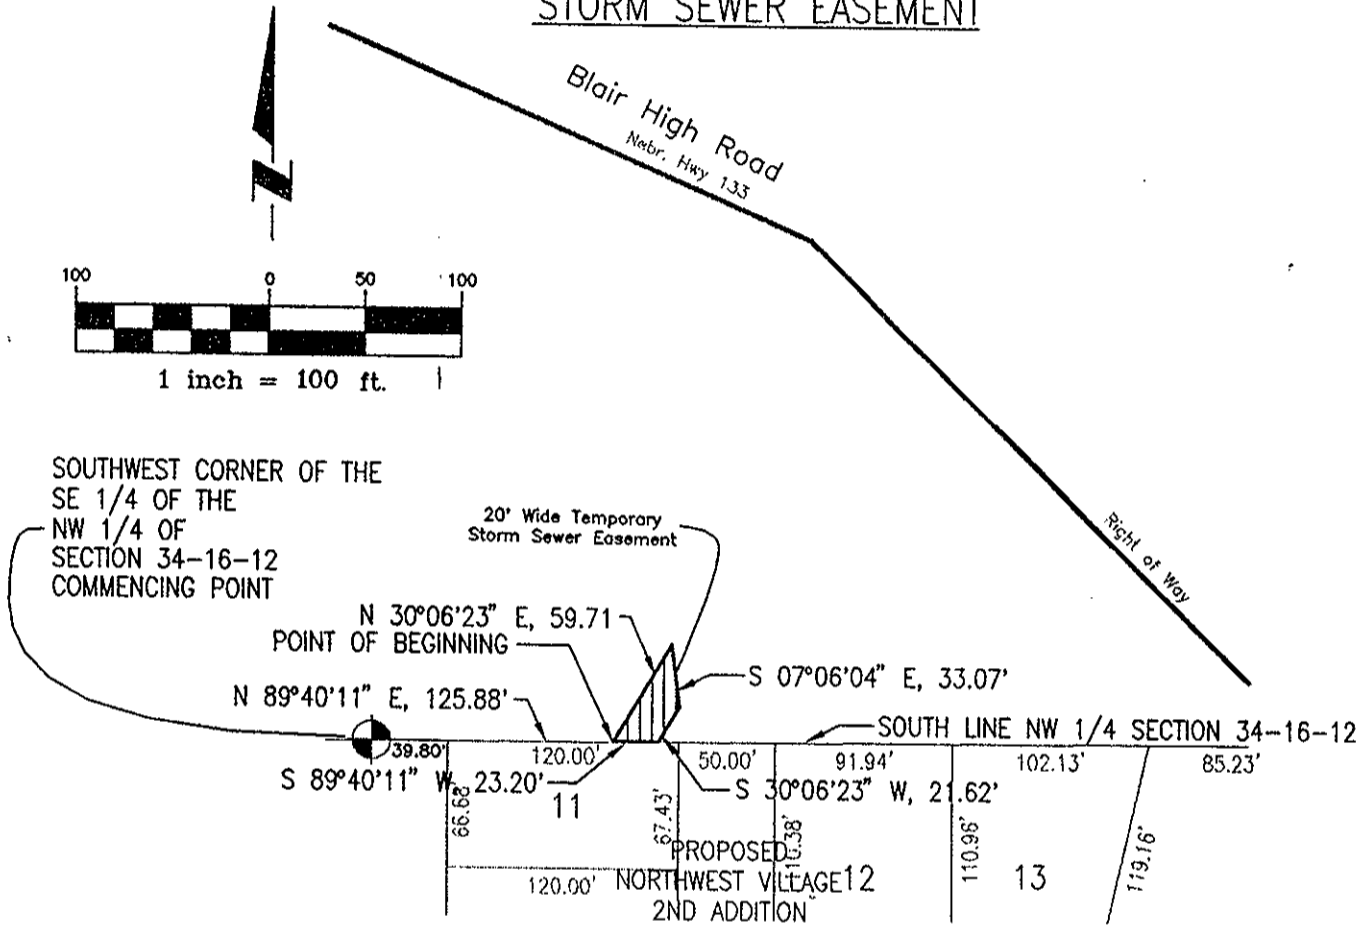 STORM SEWER EASEMENT
Blair High Road
Nebr. Hwy 133
N
100 0 50 100
1 inch = 100 ft.
SOUTHWEST CORNER OF THE
SE 1/4 OF THE
NW 1/4 OF
SECTION 34-16-12
COMMENCING POINT
20' Wide Temporary
Storm Sewer Easement
Right of Way
N 30°06'23" E, 59.71
POINT OF BEGINNING
S 07°06'04" E, 33.07'
N 89°40'11" E, 125.88'
SOUTH LINE NW 1/4 SECTION 34-16-12
39.80' 120.00' 50.00' 91.94' 102.13' 85.23'
S 89°40'11" W, 23.20'
S 30°06'23" W, 21.62'
11
66.68'
67.43'
110.96'
119.16'
PROPOSED
120.00' NORTHWEST VILLAGE 12 13
2ND ADDITION